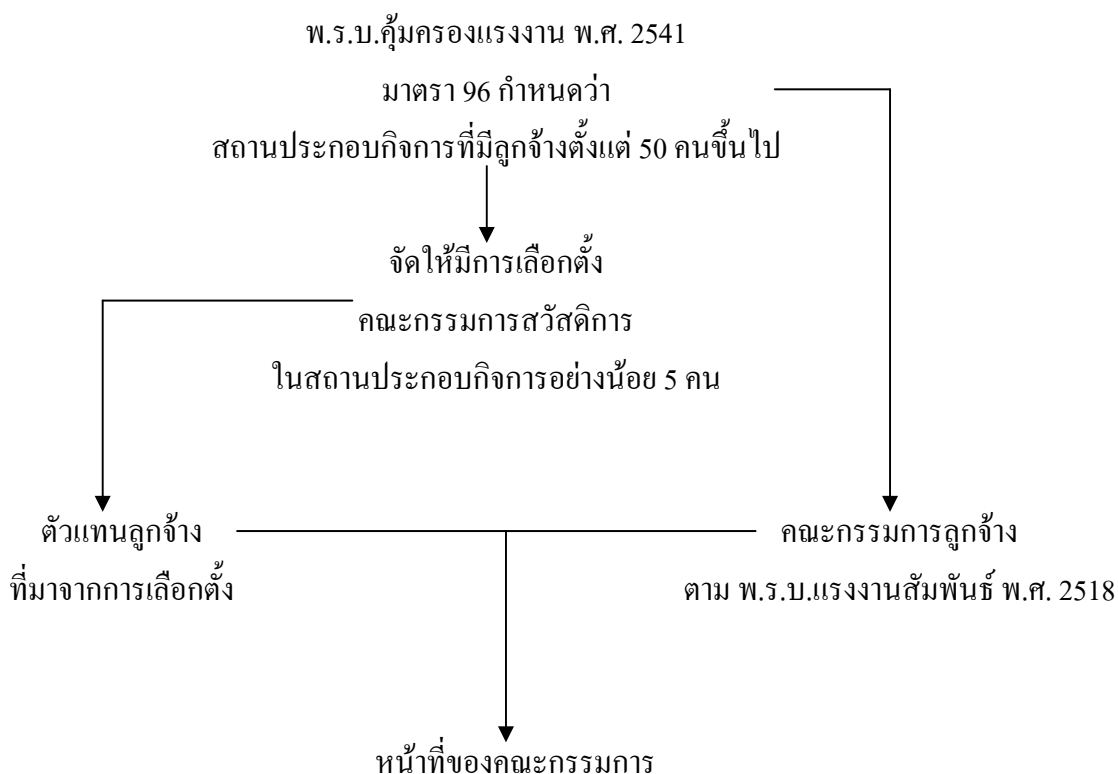 พ.ร.บ.คุ้มครองแรงงาน พ.ศ. 2541
มาตรา 96 กำหนดว่า
สถานประกอบกิจการที่มีลูกจ้างตั้งแต่ 50 คนขึ้นไป
จัดให้มีการเลือกตั้ง
คณะกรรมการสวัสดิการ
ในสถานประกอบกิจการอย่างน้อย 5 คน
ตัวแทนลูกจ้าง
ที่มาจากการเลือกตั้ง
คณะกรรมการลูกจ้าง
ตาม พ.ร.บ.แรงงานสัมพันธ์ พ.ศ. 2518
หน้าที่ของคณะกรรมการ